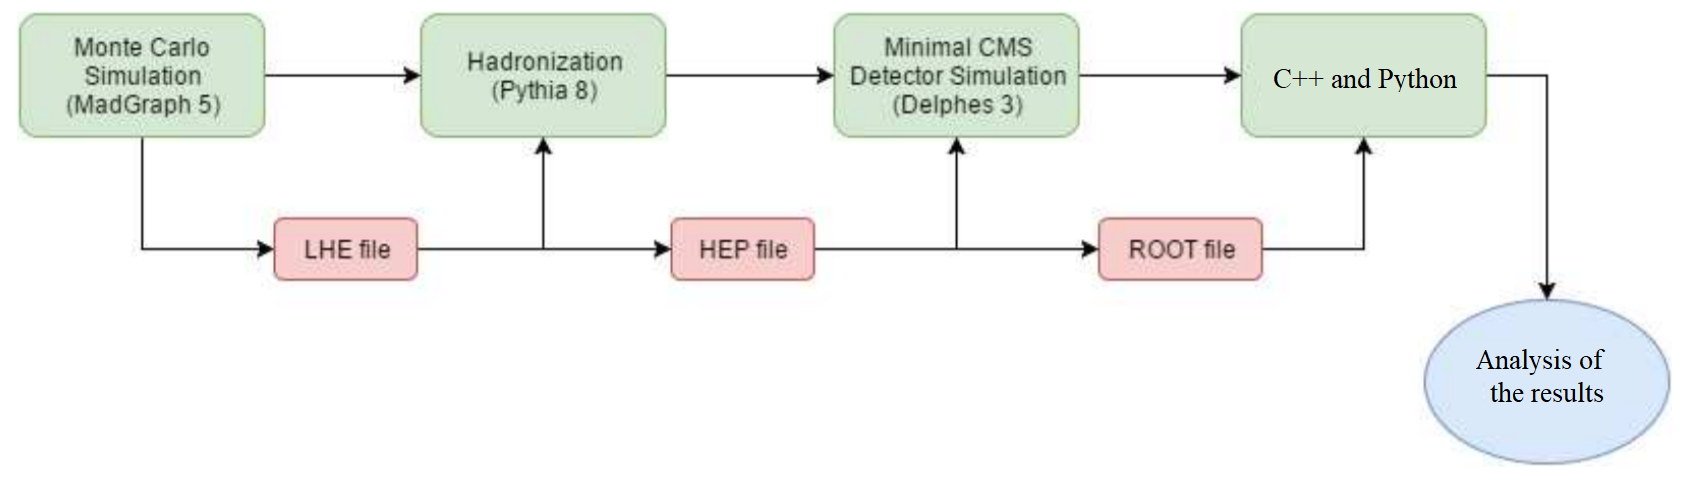 Monte Carlo
Simulation
(MadGraph 5)
Hadronization
(Pythia 8)
Minimal CMS
Detector Simulation
(Delphes 3)
C++ and Python
LHE file
HEP file
ROOT file
Analysis of
the results